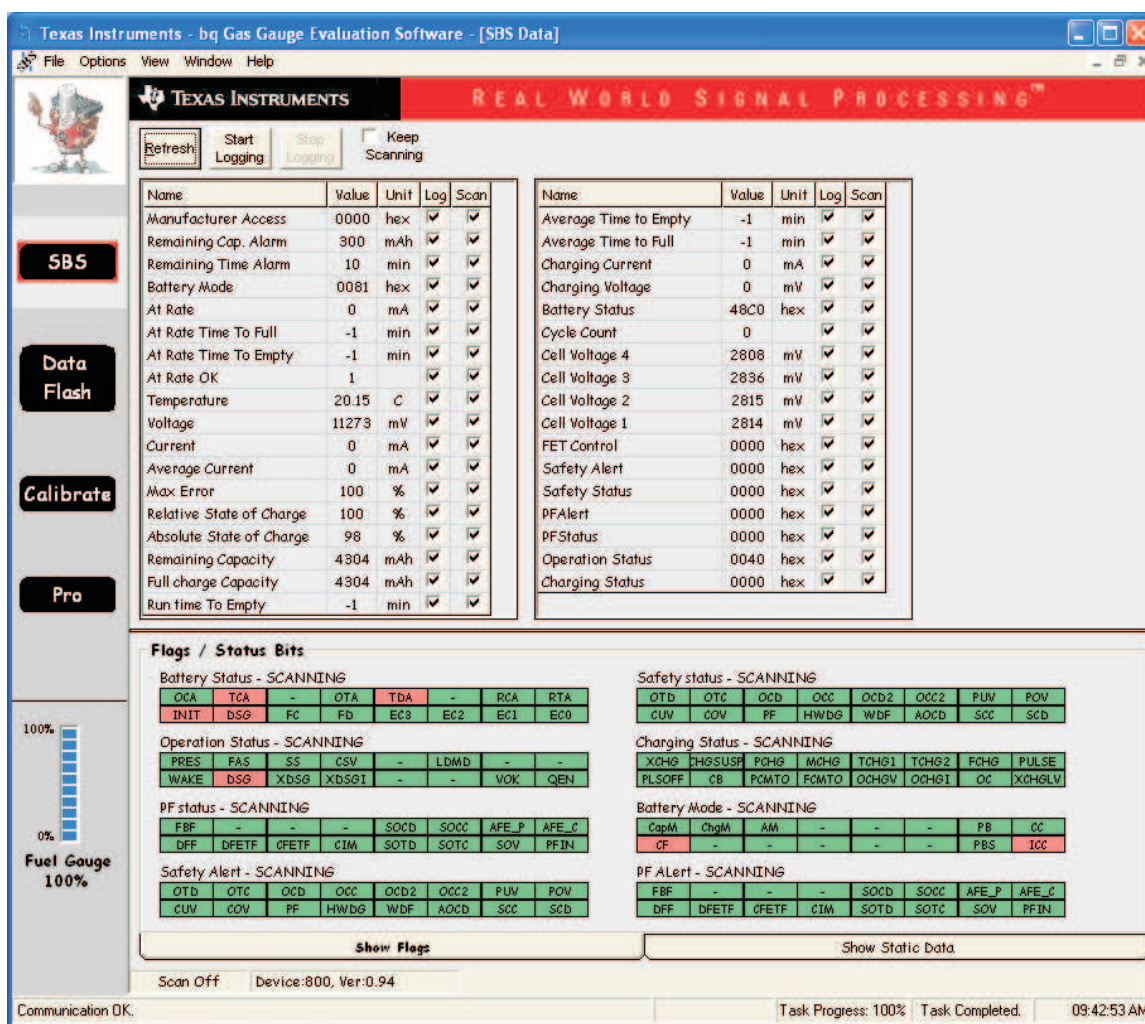 Texas Instruments - bq Gas Gauge Evaluation Software - [SBS Data]
File Options View Window Help
TEXAS INSTRUMENTS
REAL WORLD SIGNAL PROCESSING™
Refresh
Start Logging
Stop Logging
Keep Scanning
SBS
Data Flash
Calibrate
Pro
100%
0%
Fuel Gauge
100%
Name Value Unit Log Scan
Manufacturer Access 0000 hex
Remaining Cap. Alarm 300 mAh
Remaining Time Alarm 10 min
Battery Mode 0081 hex
At Rate 0 mA
At Rate Time To Full -1 min
At Rate Time To Empty -1 min
At Rate OK 1
Temperature 20.15 C
Voltage 11273 mV
Current 0 mA
Average Current 0 mA
Max Error 100 %
Relative State of Charge 100 %
Absolute State of Charge 98 %
Remaining Capacity 4304 mAh
Full charge Capacity 4304 mAh
Run time To Empty -1 min
Name Value Unit Log Scan
Average Time to Empty -1 min
Average Time to Full -1 min
Charging Current 0 mA
Charging Voltage 0 mV
Battery Status 48C0 hex
Cycle Count 0
Cell Voltage 4 2808 mV
Cell Voltage 3 2836 mV
Cell Voltage 2 2815 mV
Cell Voltage 1 2814 mV
FET Control 0000 hex
Safety Alert 0000 hex
Safety Status 0000 hex
PFAlert 0000 hex
PFStatus 0000 hex
Operation Status 0040 hex
Charging Status 0000 hex
Flags / Status Bits
Battery Status - SCANNING
OCA TCA - OTA TDA - RCA RTA
INIT DSG FC FD EC3 EC2 EC1 EC0
Operation Status - SCANNING
PRES FAS SS CSV - LDMD - -
WAKE DSG XDSG XDSGI - - VOK QEN
PF status - SCANNING
FBF - - - SOCD SOCC AFE_P AFE_C
DFF DFETF CFETF CIM SOTD SOTC SOV PFIN
Safety Alert - SCANNING
OTD OTC OCD OCC OCD2 OCC2 PUV POV
CUV COV PF HWDG WDF AOCD SCC SCD
Safety status - SCANNING
OTD OTC OCD OCC OCD2 OCC2 PUV POV
CUV COV PF HWDG WDF AOCD SCC SCD
Charging Status - SCANNING
XCHG CHGSUSP PCHG MCHG TCHG1 TCHG2 FCHG PULSE
PLSOFF CB PCMTO FCMTO OCHGV OCHGI OC XCHGLV
Battery Mode - SCANNING
CapM ChgM AM - - - PB CC
CF - - - - - PBS ICC
PF ALert - SCANNING
FBF - - - SOCD SOCC AFE_P AFE_C
DFF DFETF CFETF CIM SOTD SOTC SOV PFIN
Show Flags
Show Static Data
Scan Off Device:800, Ver:0.94
Communication OK. Task Progress: 100% Task Completed. 09:42:53 AM